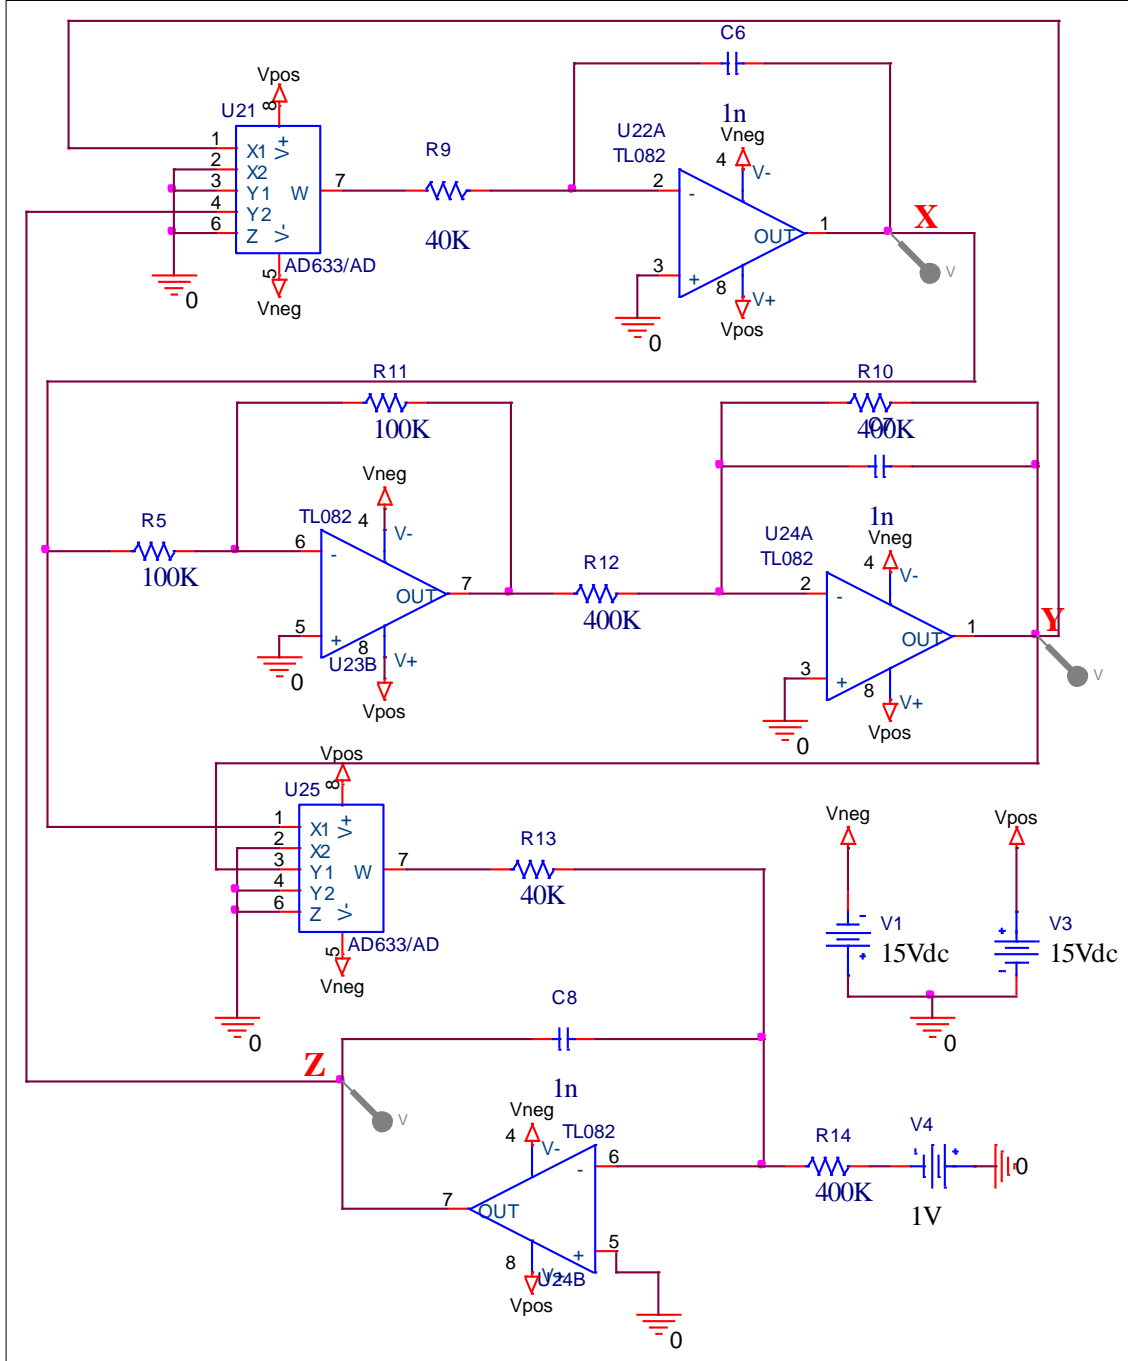 C6
Vpos
8
U21
1n
Vneg
U22A
TL082
4
V-
R9
1
X1
V+
2
X2
3
Y1
W
7
4
Y2
6
Z
V-
2
-
40K
OUT
1
X
V
5
AD633/AD
Vneg
0
3
+
8
V+
Vpos
0
R11
R10
100K
400K
C7
Vneg
4
1n
R5
TL082
V-
U24A
TL082
Vneg
4
V-
6
-
100K
R12
2
-
7
OUT
400K
5
+
8
V+
U23B
OUT
1
Y
V
0
Vpos
3
+
8
V+
Vpos
0
Vpos
8
U25
1
X1
V+
2
X2
3
Y1
W
7
4
Y2
6
Z
V-
R13
40K
Vneg
Vpos
-
V1
+
V3
15Vdc
15Vdc
+
-
5
AD633/AD
Vneg
0
0
C8
Z
1n
V
Vneg
TL082
4
V-
6
-
R14
V4
-
+
0
400K
1V
7
OUT
5
+
8
V+
U24B
Vpos
0